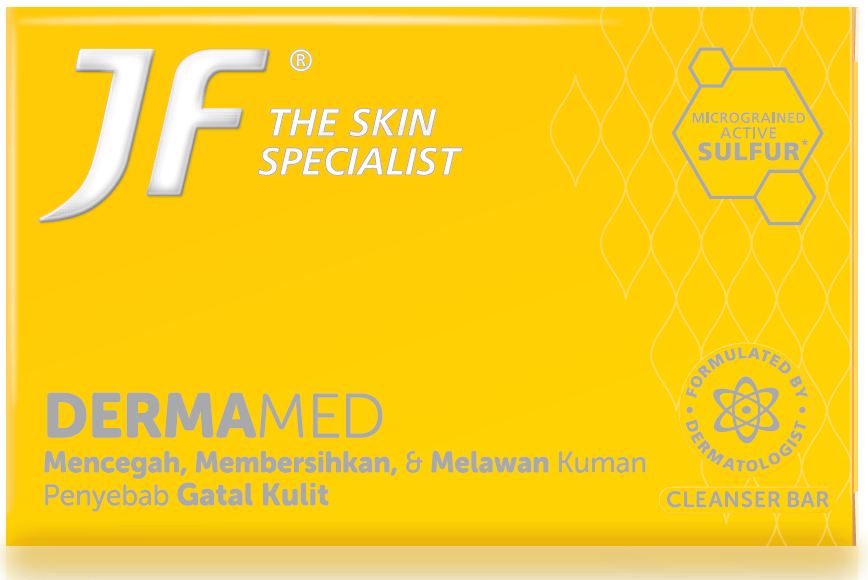 JF ®
THE SKIN
SPECIALIST
MICROGRAINED
ACTIVE
SULFUR*
DERMAMED
Mencegah, Membersihkan, & Melawan Kuman
Penyebab Gatal Kulit
FORMULATED BY
DERMATOLOGIST
CLEANSER BAR